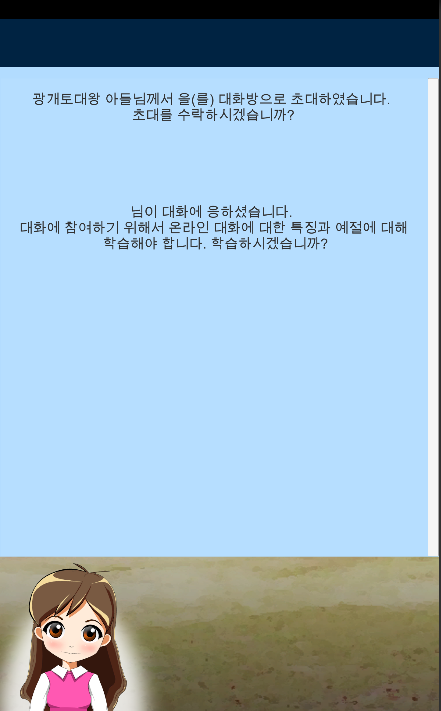 광개토대왕 아들님께서 을(를) 대화방으로 초대하였습니다.
초대를 수락하시겠습니까?
님이 대화에 응하셨습니다.
대화에 참여하기 위해서 온라인 대화에 대한 특징과 예절에 대해
학습해야 합니다. 학습하시겠습니까?